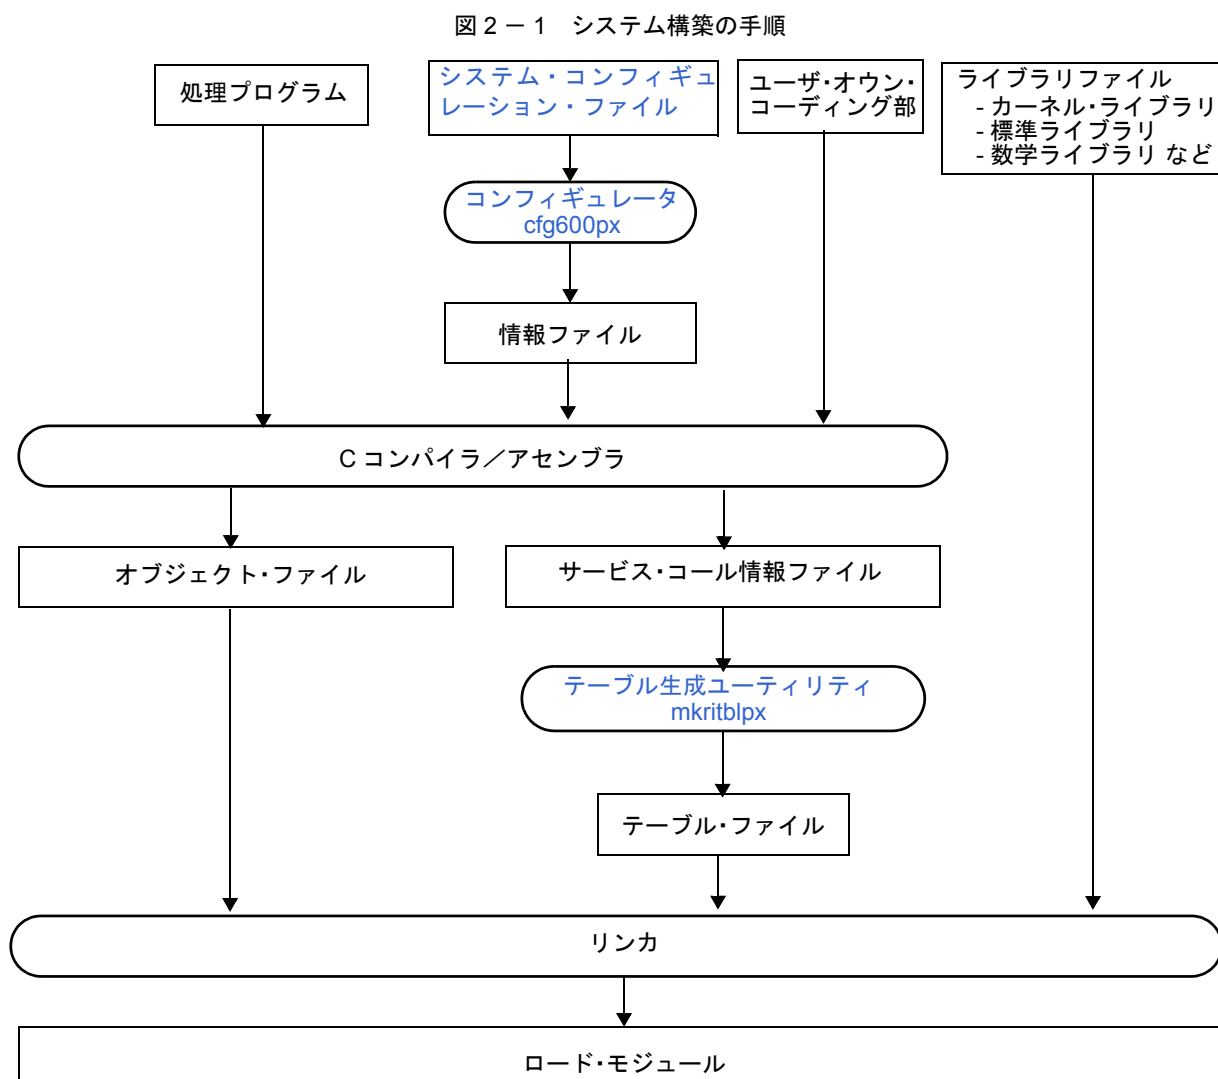 図２－１　システム構築の手順
処理プログラム
システム・コンフィギュ
レーション・ファイル
ユーザ・オウン・
コーディング部
ライブラリファイル
- カーネル・ライブラリ
- 標準ライブラリ
- 数学ライブラリ など
コンフィギュレータ
cfg600px
情報ファイル
C コンパイラ／アセンブラ
オブジェクト・ファイル
サービス・コール情報ファイル
テーブル生成ユーティリティ
mkritblpx
テーブル・ファイル
リンカ
ロード・モジュール